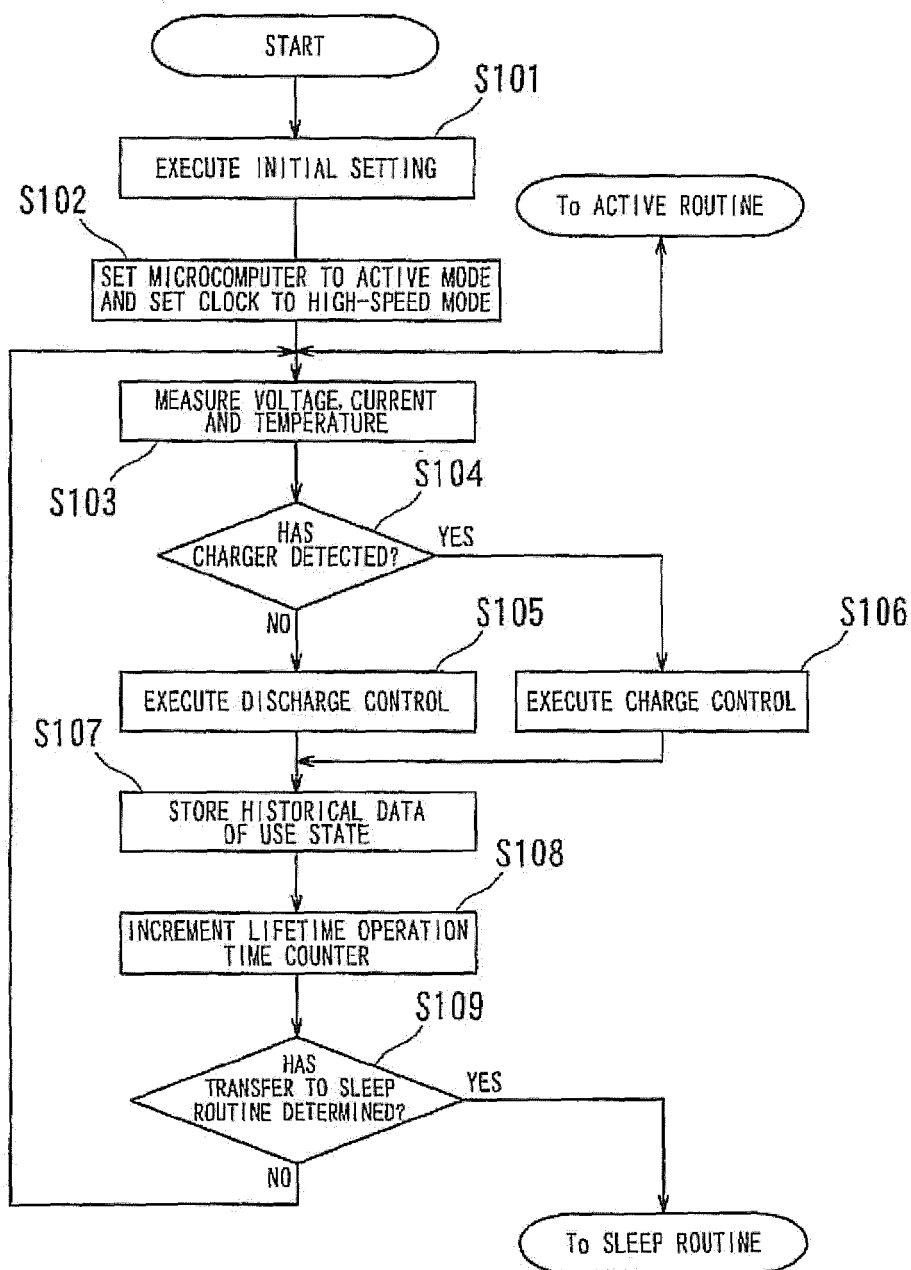 START
S101
EXECUTE INITIAL SETTING
S102
To ACTIVE ROUTINE
SET MICROCOMPUTER TO ACTIVE MODE
AND SET CLOCK TO HIGH-SPEED MODE
MEASURE VOLTAGE, CURRENT
AND TEMPERATURE
S103
S104
HAS
CHARGER DETECTED?
YES
NO
S105
S106
EXECUTE DISCHARGE CONTROL
EXECUTE CHARGE CONTROL
S107
STORE HISTORICAL DATA
OF USE STATE
S108
INCREMENT LIFETIME OPERATION
TIME COUNTER
S109
HAS
TRANSFER TO SLEEP
ROUTINE DETERMINED?
YES
NO
To SLEEP ROUTINE